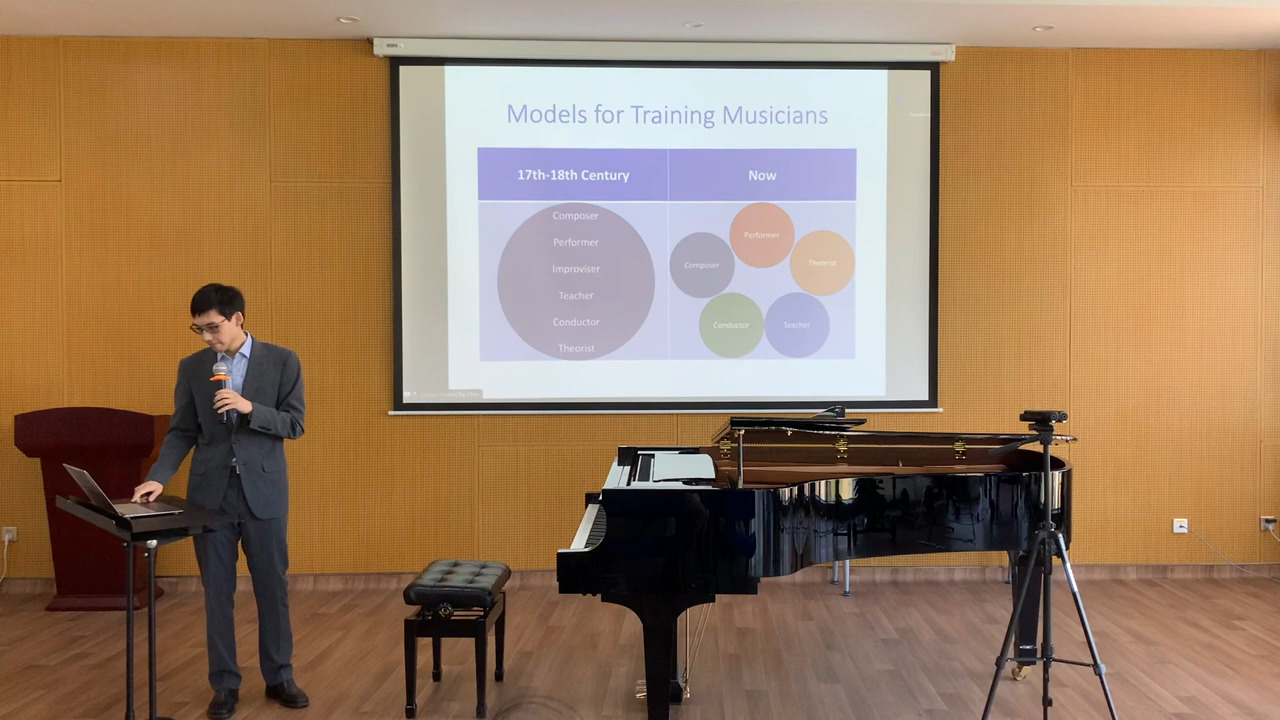 Models for Training Musicians
17th-18th Century
Now
Composer
Performer
Improviser
Teacher
Conductor
Theorist
Performer
Composer
Theorist
Conductor
Teacher